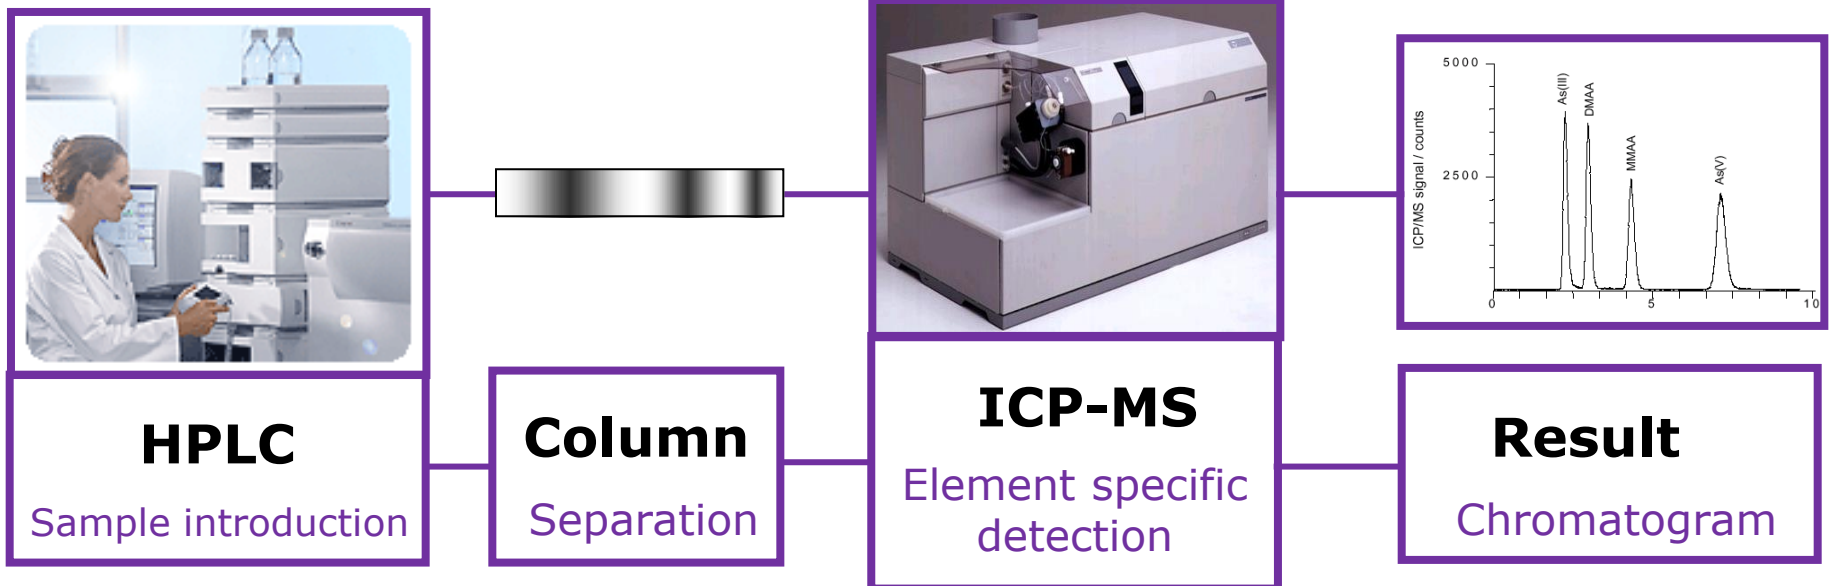 HPLC
Sample introduction
Column
Separation
ICP-MS
Element specific
detection
5000
2500
ICP/MS signal / counts
As(III)
DMAA
MMAA
As(V)
0
5
10
Result
Chromatogram